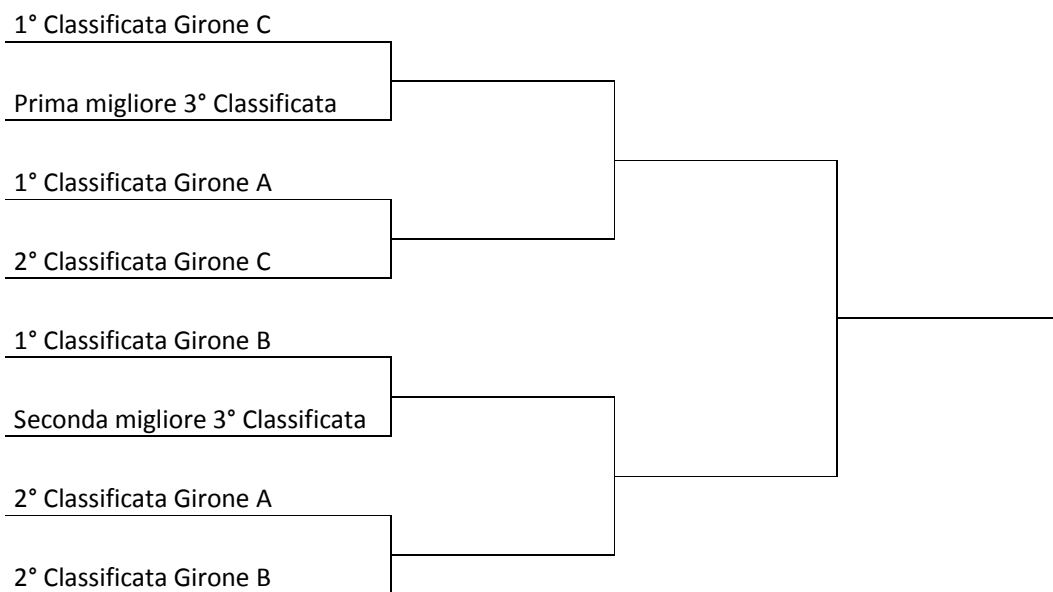 1° Classificata Girone C
Prima migliore 3° Classificata
1° Classificata Girone A
2° Classificata Girone C
1° Classificata Girone B
Seconda migliore 3° Classificata
2° Classificata Girone A
2° Classificata Girone B